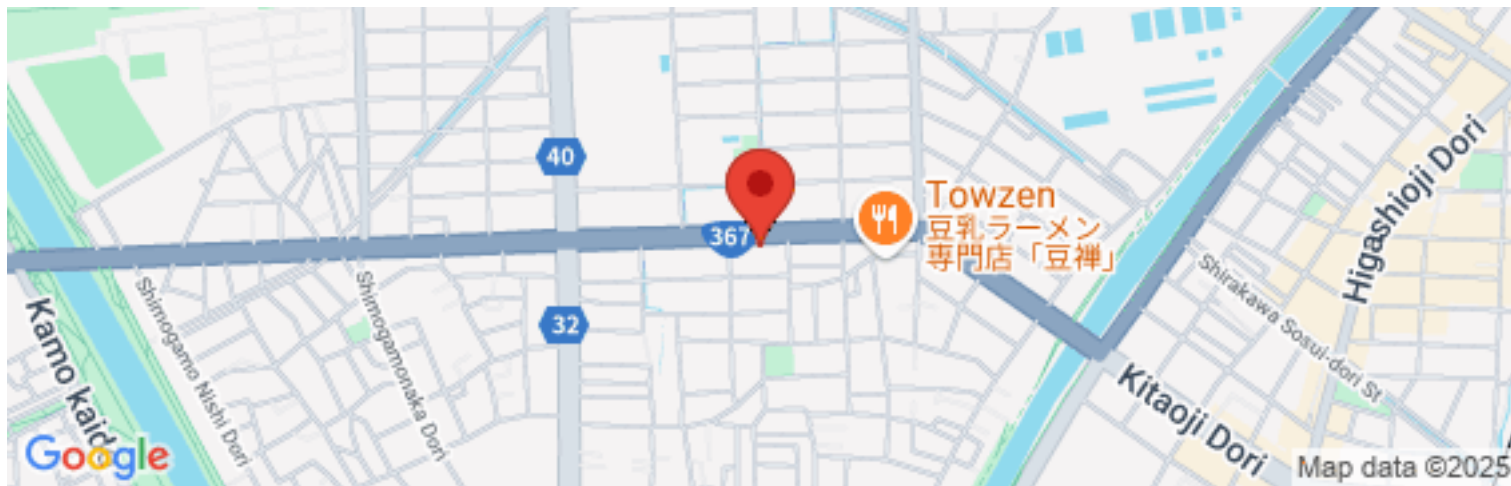 40
367
32
Towzen
豆乳ラーメン
専門店「豆禅」
Higashioji Dori
Shirakawa Sosui-dori St
Kitaoji Dori
Shimogamo Nishi Dori
Shimogamonaka Dori
Kamo kaido
Google
Map data ©2025